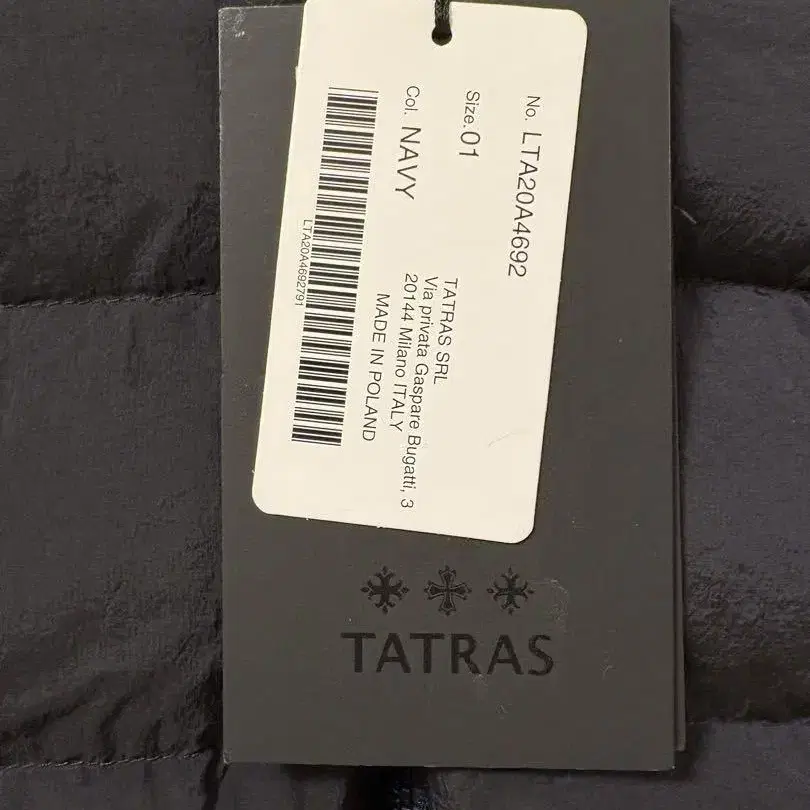 No. LTA20A4692
Size.01
Col. NAVY
TATRAS SRL
Via privata Gaspare Bugatti, 3
20144 Milano ITALY
MADE IN POLAND
LTA20A4692791
TATRAS